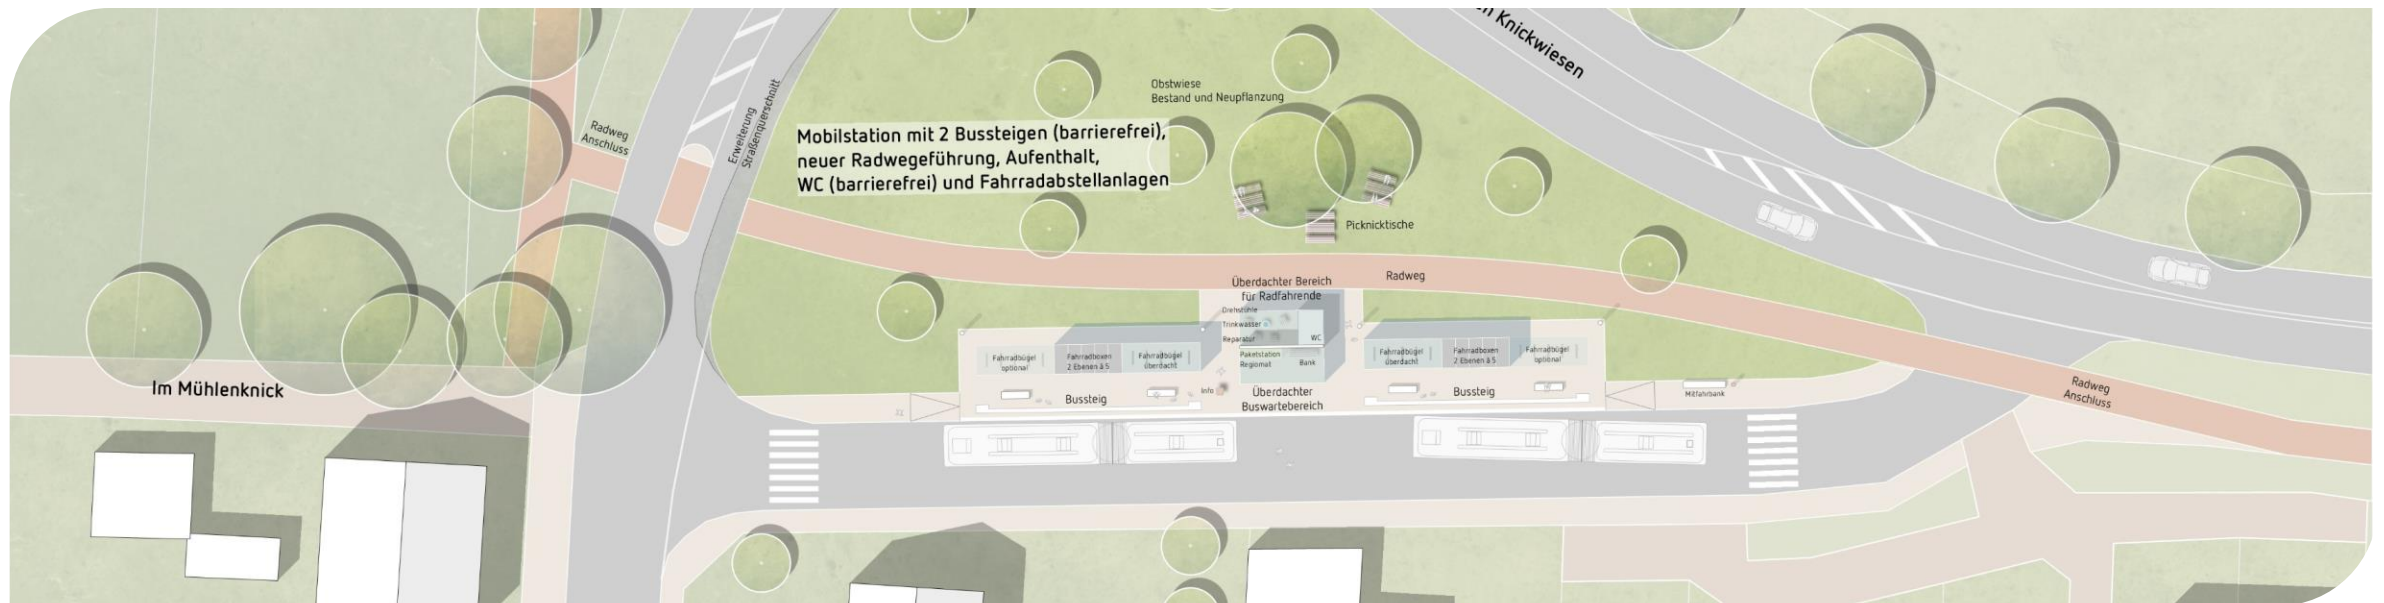 n Knickwiesen
Obstwiese
Bestand und Neupflanzung
Radweg
Anschluss
Erweiterung
Straßenquerschnitt
Mobilstation mit 2 Bussteigen (barrierefrei),
neuer Radwegeführung, Aufenthalt,
WC (barrierefrei) und Fahrradabstellanlagen
Picknicktische
Radweg
Überdachter Bereich
für Radfahrende
Drehstühle
Trinkwasser
Reparatur
WC
Paketstation
Regiomat
Bank
Fahrradbügel
optional
Fahrradboxen
2 Ebenen à 5
Fahrradbügel
überdacht
Fahrradbügel
überdacht
Fahrradboxen
2 Ebenen à 5
Fahrradbügel
optional
Info
Bussteig
Überdachter
Buswartebereich
Bussteig
Mitfahrbank
Im Mühlenknick
Radweg
Anschluss